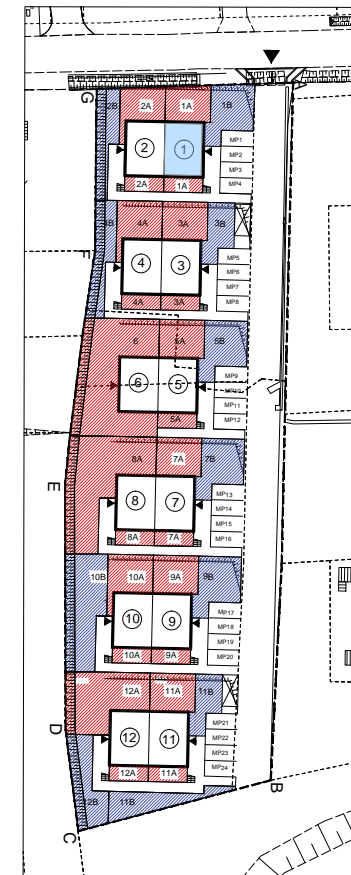 G
2B
2A
1A
1B
2
1
MP1
MP2
MP3
MP4
2A
1A
F
4A
3A
3B
4
3
MP5
MP6
MP7
MP8
4A
3A
6
5A
5B
6
5
MP9
MP11
MP12
5A
E
8A
7A
7B
8
7
MP13
MP14
MP15
MP16
8A
7A
10B
10A
9A
9B
10
9
MP17
MP18
MP19
MP20
10A
9A
D
12A
11A
11B
12
11
MP21
MP22
MP23
MP24
12A
11A
B
12B
11B
C